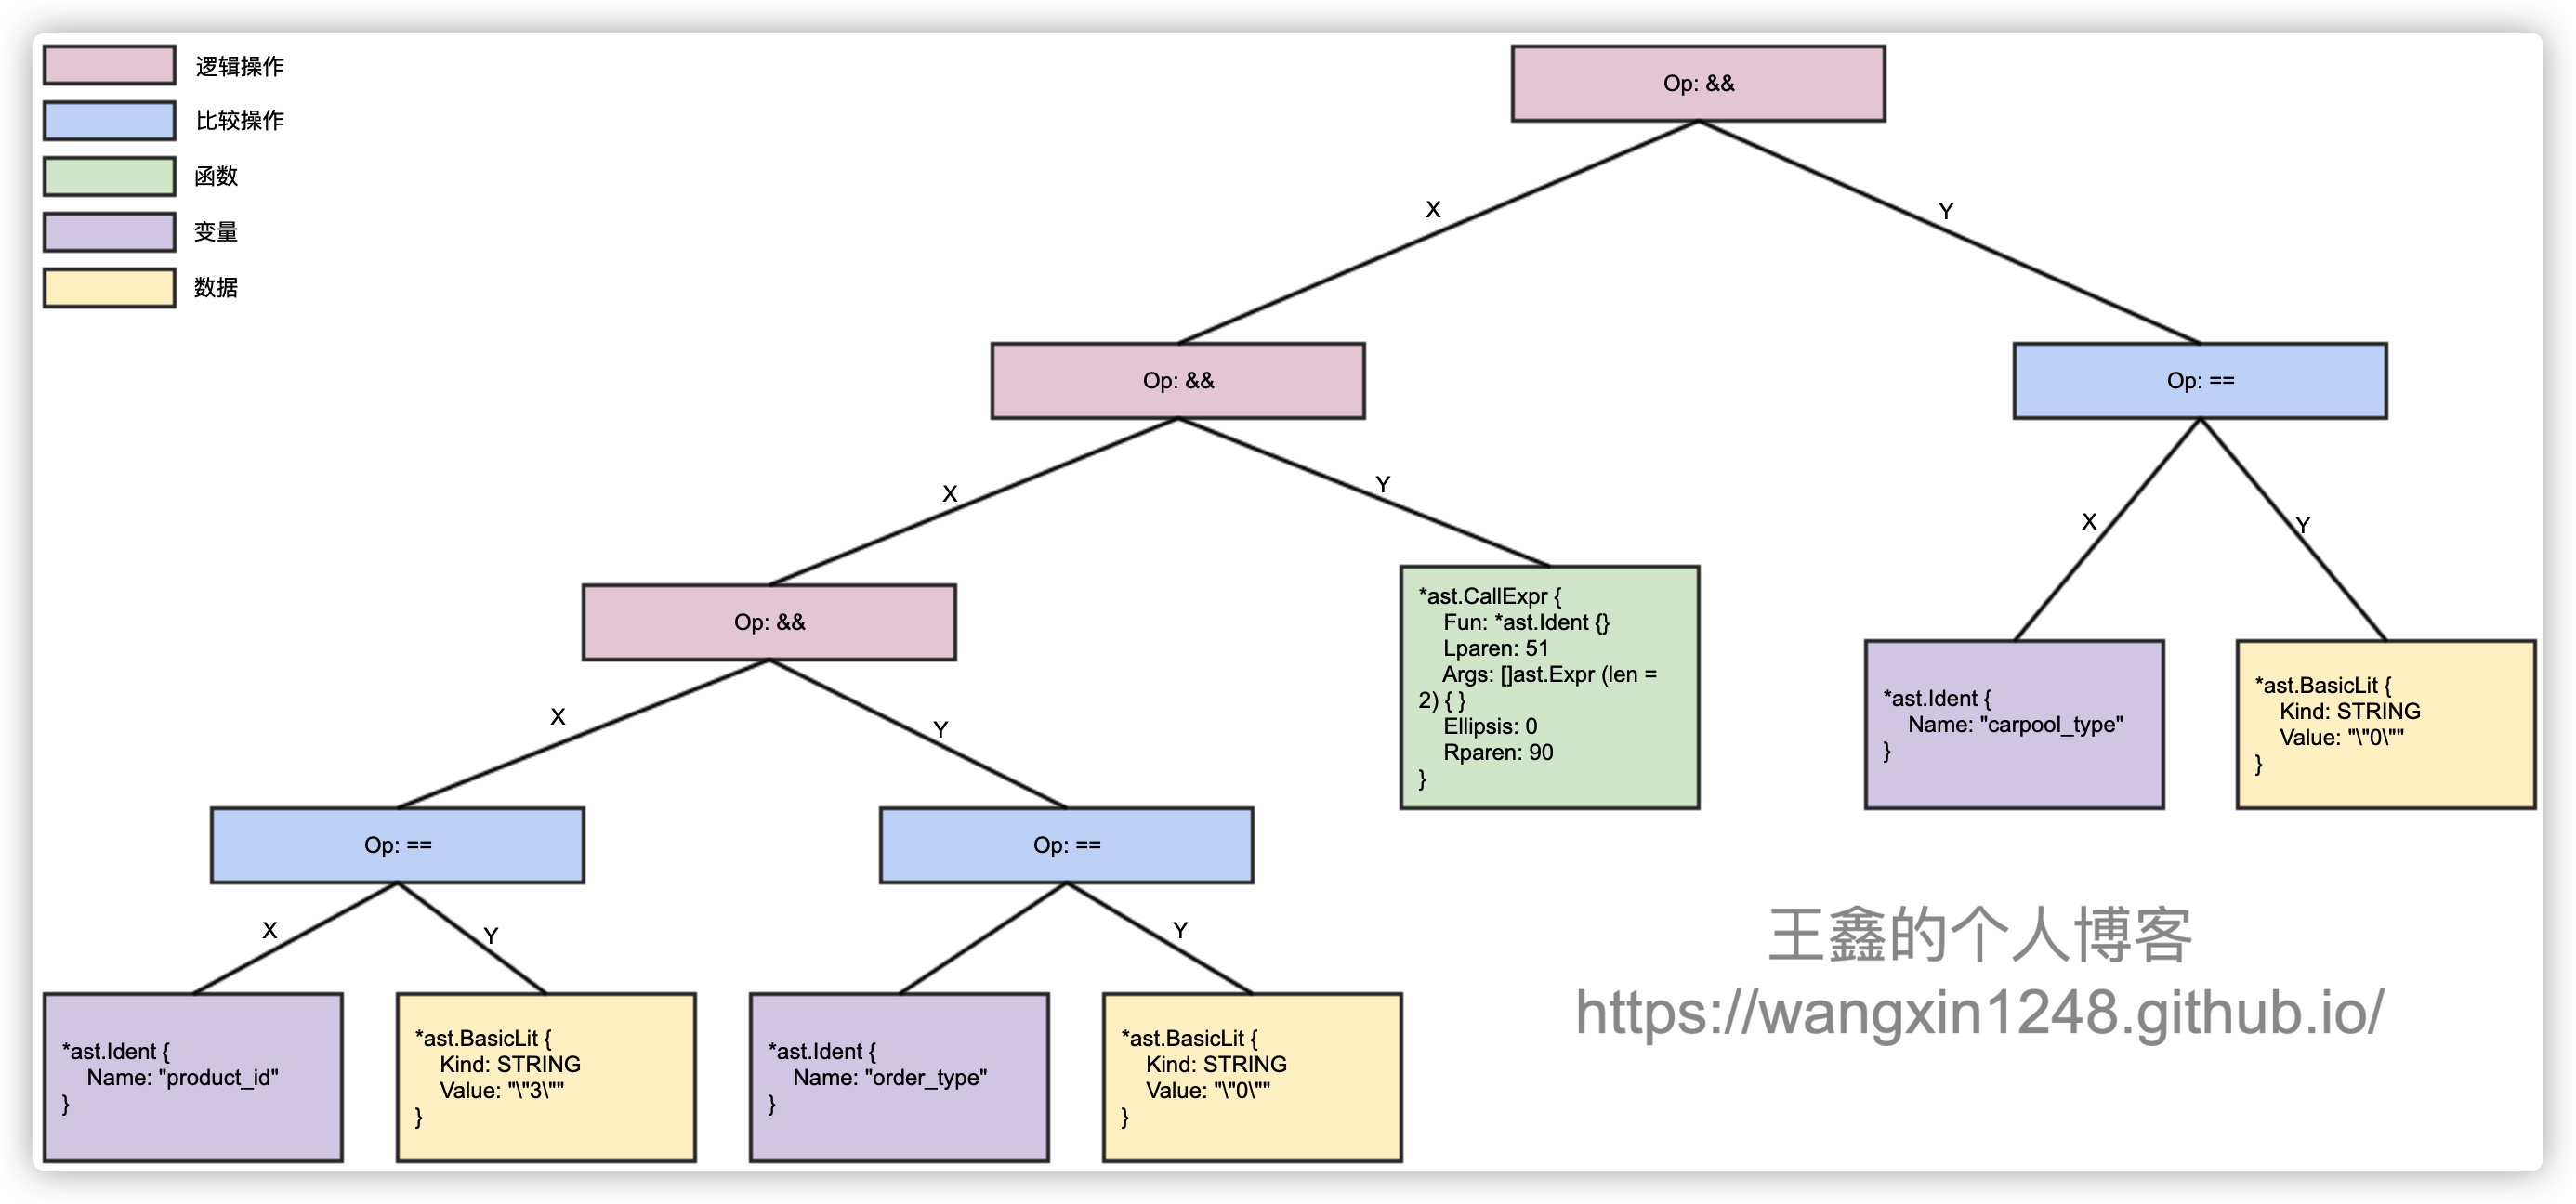 逻辑操作
比较操作
函数
变量
数据
Op: &&
X
Y
Op: &&
Op: ==
X
Y
X
Y
Op: &&
*ast.CallExpr {
Fun: *ast.Ident {}
Lparen: 51
Args: []ast.Expr (len =
2) { }
Ellipsis: 0
Rparen: 90
}
*ast.Ident {
Name: "carpool_type"
}
*ast.BasicLit {
Kind: STRING
Value: "\"0\""
}
X
Y
Op: ==
Op: ==
X
Y
Y
*ast.Ident {
Name: "product_id"
}
*ast.BasicLit {
Kind: STRING
Value: "\"3\""
}
*ast.Ident {
Name: "order_type"
}
*ast.BasicLit {
Kind: STRING
Value: "\"0\""
}
王鑫的个人博客
https://wangxin1248.github.io/